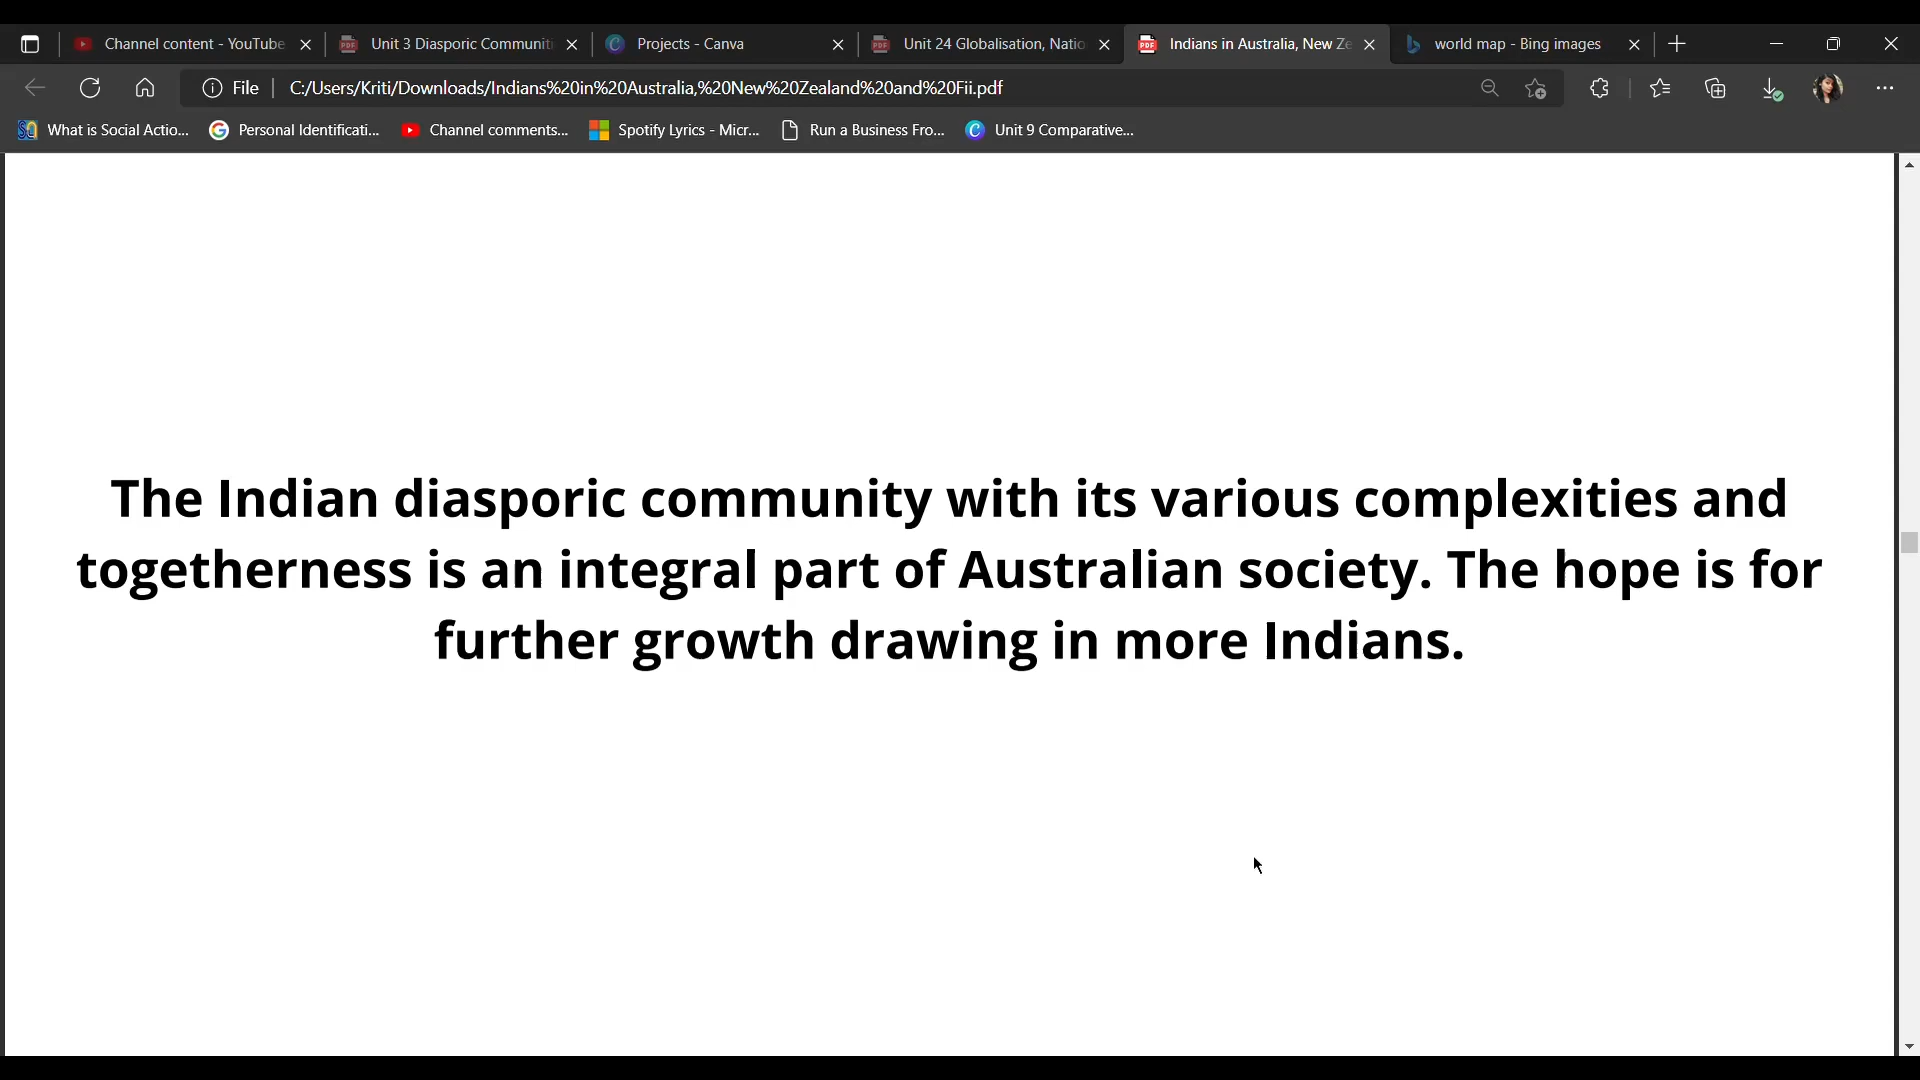 Channel content - YouTube
Unit 3 Diasporic Communit
Projects - Canva
Unit 24 Globalisation, Natio
Indians in Australia, New Ze
world map - Bing images
File
C:/Users/Kriti/Downloads/Indians%20in%20Australia,%20New%20Zealand%20and%20Fii.pdf
What is Social Actio...
Personal Identificati...
Channel comments...
Spotify Lyrics - Micr...
Run a Business Fro...
Unit 9 Comparative...
The Indian diasporic community with its various complexities and
togetherness is an integral part of Australian society. The hope is for
further growth drawing in more Indians.